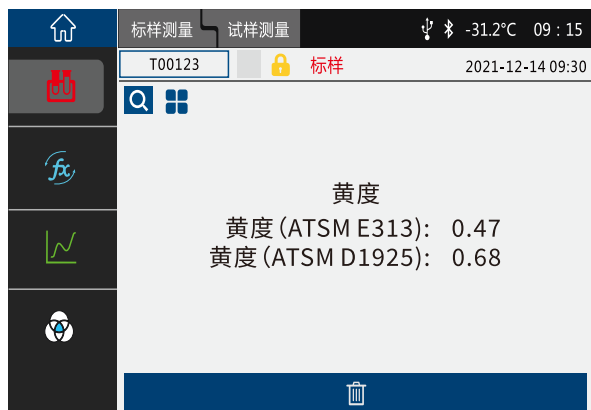 标样测量 试样测量 -31.2°C 09 : 15
T00123 标样 2021-12-14 09:30
fx
黄度
黄度(ATSM E313): 0.47
黄度(ATSM D1925): 0.68